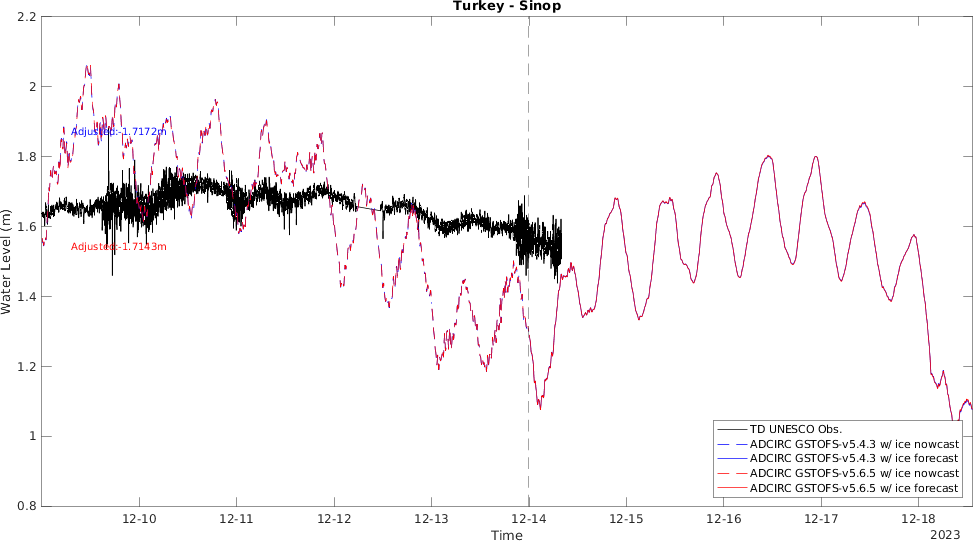 Turkey - Sinop
2.2
2
1.8
1.6
1.4
1.2
1
0.8
Water Level (m)
Adjusted:-1.7172m
Adjusted:-1.7143m
TD UNESCO Obs.
ADCIRC GSTOFS-v5.4.3 w/ ice nowcast
ADCIRC GSTOFS-v5.4.3 w/ ice forecast
ADCIRC GSTOFS-v5.6.5 w/ ice nowcast
ADCIRC GSTOFS-v5.6.5 w/ ice forecast
12-10 12-11 12-12 12-13 12-14 12-15 12-16 12-17 12-18
Time
2023